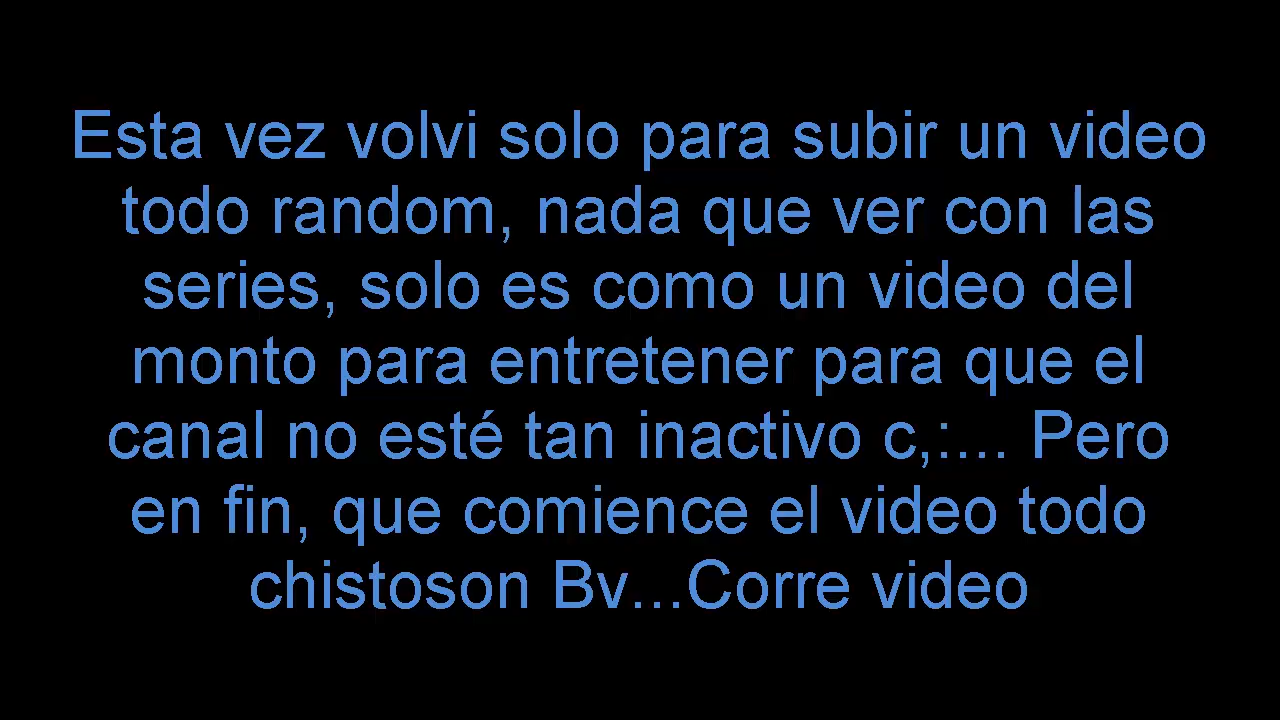 Esta vez volvi solo para subir un video
todo random, nada que ver con las
series, solo es como un video del
monto para entretener para que el
canal no esté tan inactivo c,:... Pero
en fin, que comience el video todo
chistoson Bv...Corre video